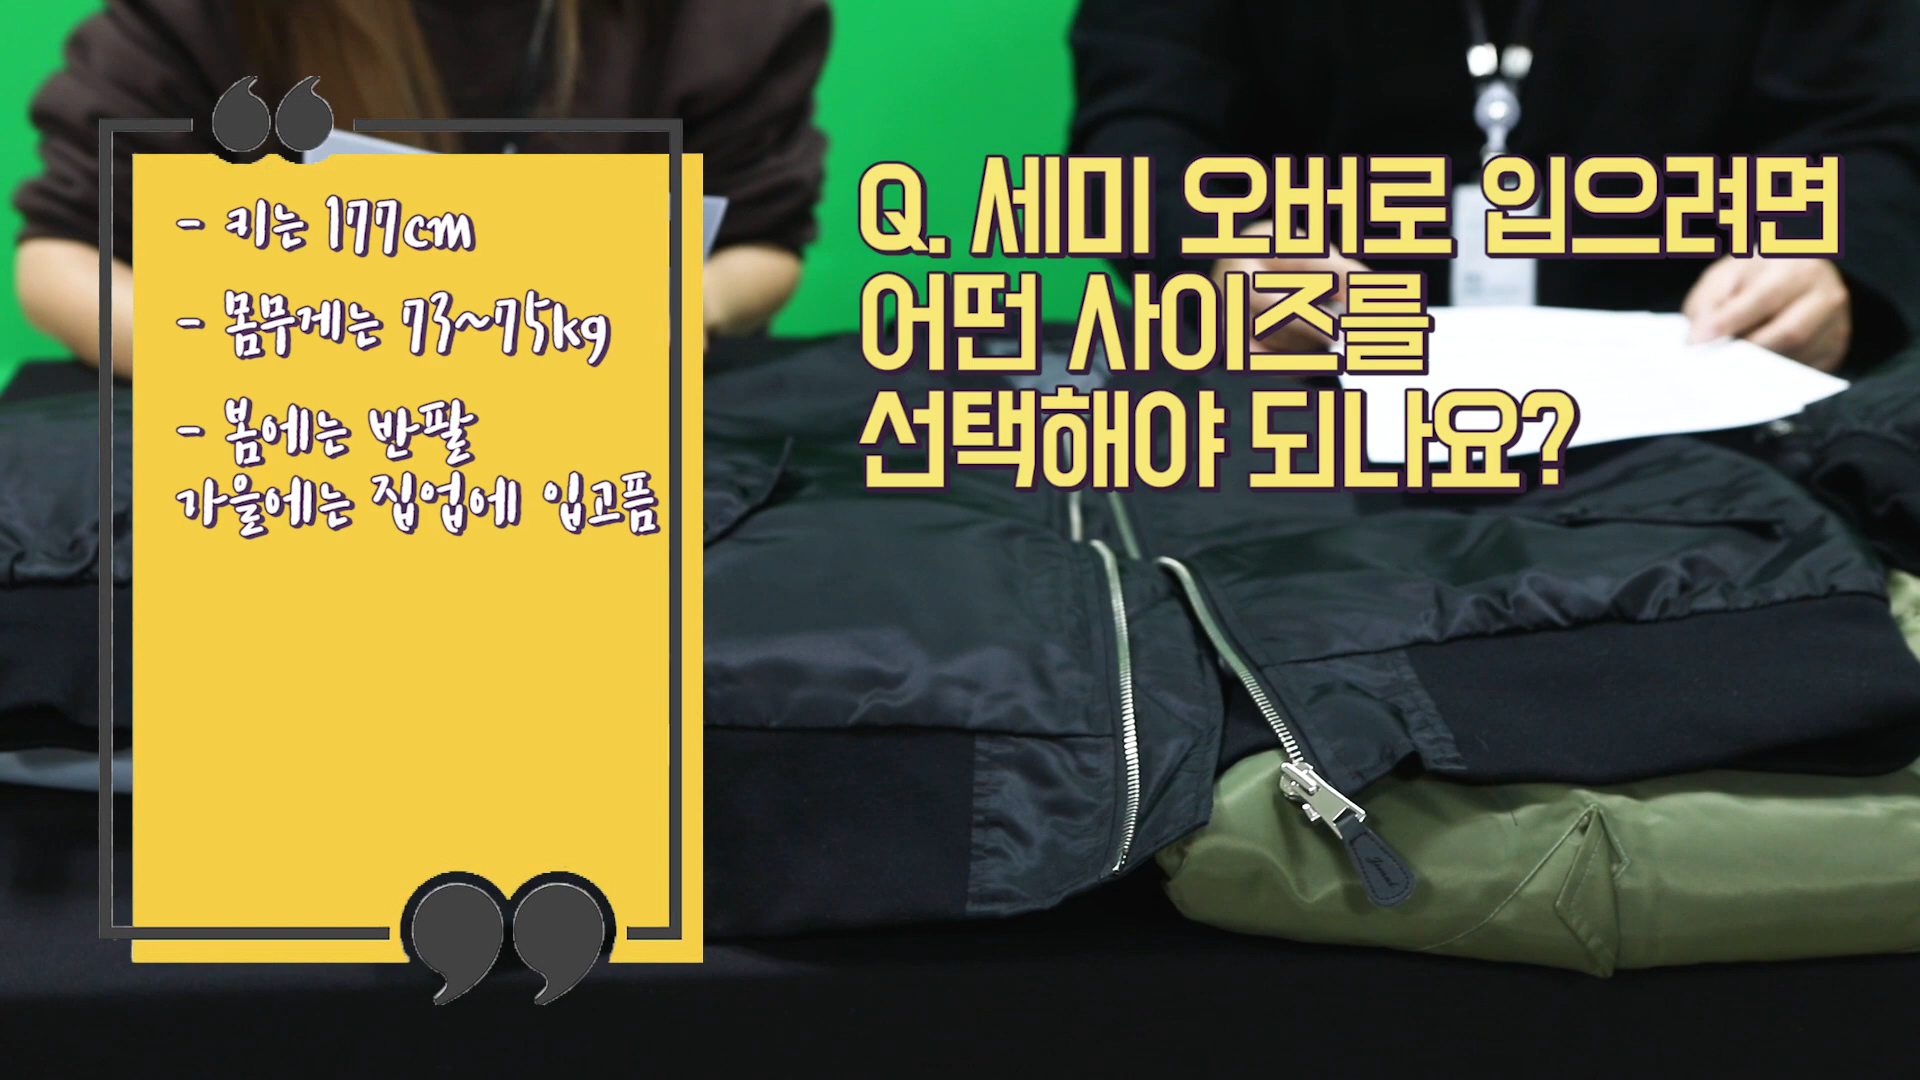 - 키는 177cm
- 몸무게는 73~75kg
- 봄에는 반팔
가을에는 집업에 입고픔
Q. 세미 오버로 입으려면
어떤 사이즈를
선택해야 되나요?